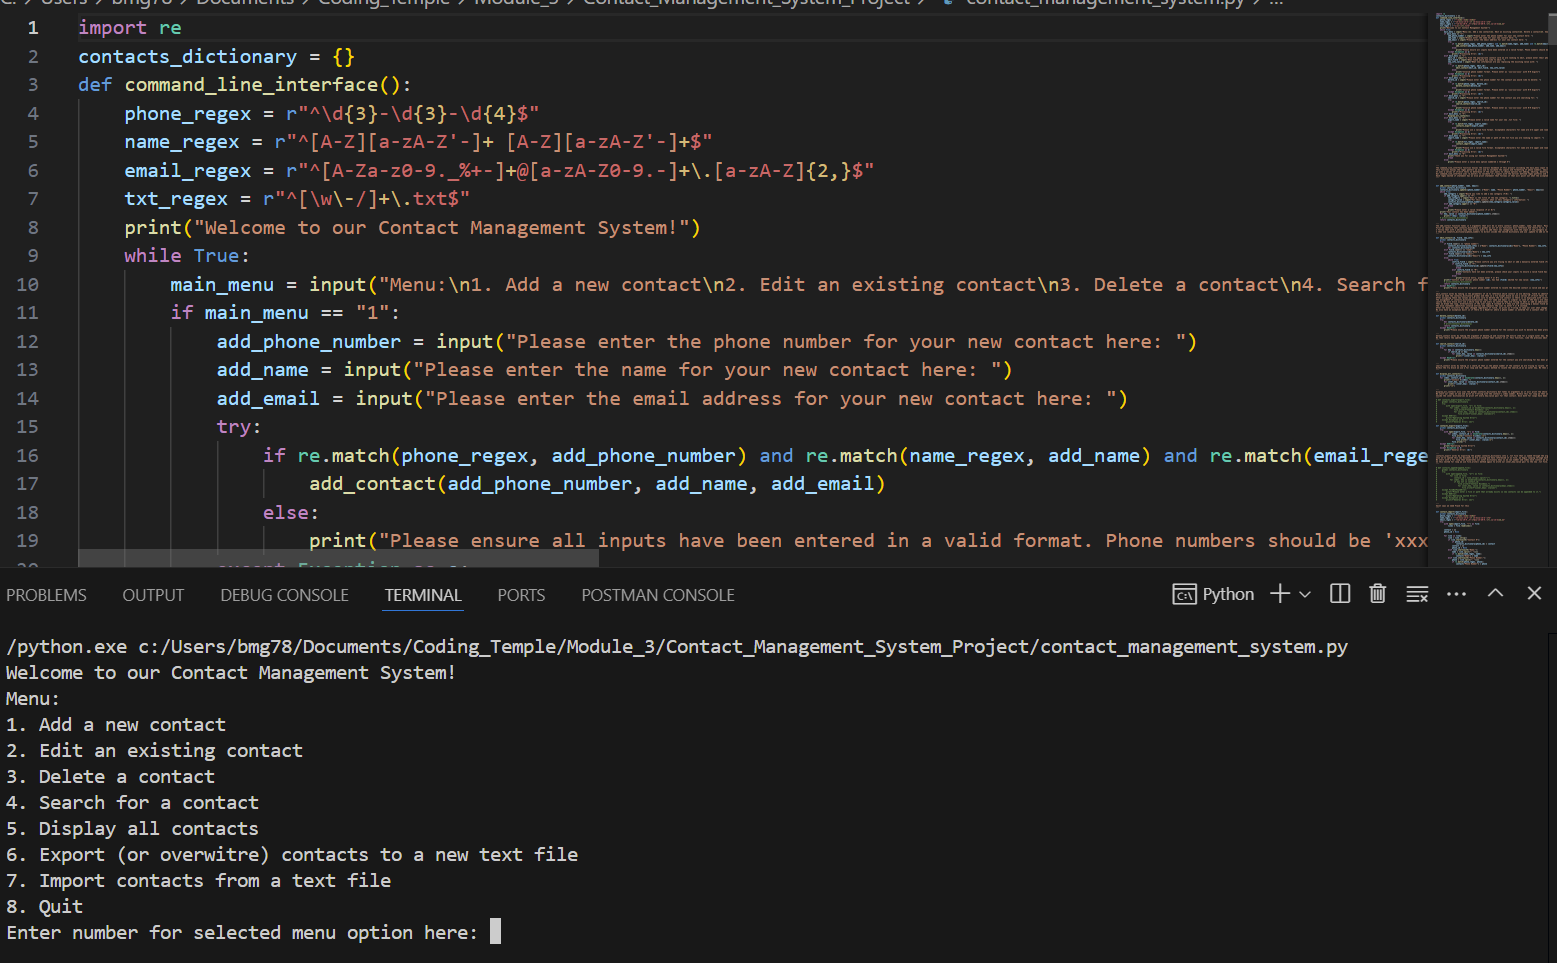 C: > Users > bmg78 > Documents > Coding_Temple > Module_3 > Contact_Management_System_Project > contact_management_system.py > ...
1 import re
2 contacts_dictionary = {}
3 def command_line_interface():
4 phone_regex = r"^\d{3}-\d{3}-\d{4}$"
5 name_regex = r"^[A-Z][a-zA-Z'-]+ [A-Z][a-zA-Z'-]+$"
6 email_regex = r"^[A-Za-z0-9._%+-]+@[a-zA-Z0-9.-]+\.[a-zA-Z]{2,}$"
7 txt_regex = r"^[\w\-/]+\.txt$"
8 print("Welcome to our Contact Management System!")
9 while True:
10 main_menu = input("Menu:\n1. Add a new contact\n2. Edit an existing contact\n3. Delete a contact\n4. Search f
11 if main_menu == "1":
12 add_phone_number = input("Please enter the phone number for your new contact here: ")
13 add_name = input("Please enter the name for your new contact here: ")
14 add_email = input("Please enter the email address for your new contact here: ")
15 try:
16 if re.match(phone_regex, add_phone_number) and re.match(name_regex, add_name) and re.match(email_rege
17 add_contact(add_phone_number, add_name, add_email)
18 else:
19 print("Please ensure all inputs have been entered in a valid format. Phone numbers should be 'xxx
20 except Exception as e:
PROBLEMS OUTPUT DEBUG CONSOLE TERMINAL PORTS POSTMAN CONSOLE Python
/python.exe c:/Users/bmg78/Documents/Coding_Temple/Module_3/Contact_Management_System_Project/contact_management_system.py
Welcome to our Contact Management System!
Menu:
1. Add a new contact
2. Edit an existing contact
3. Delete a contact
4. Search for a contact
5. Display all contacts
6. Export (or overwitre) contacts to a new text file
7. Import contacts from a text file
8. Quit
Enter number for selected menu option here: